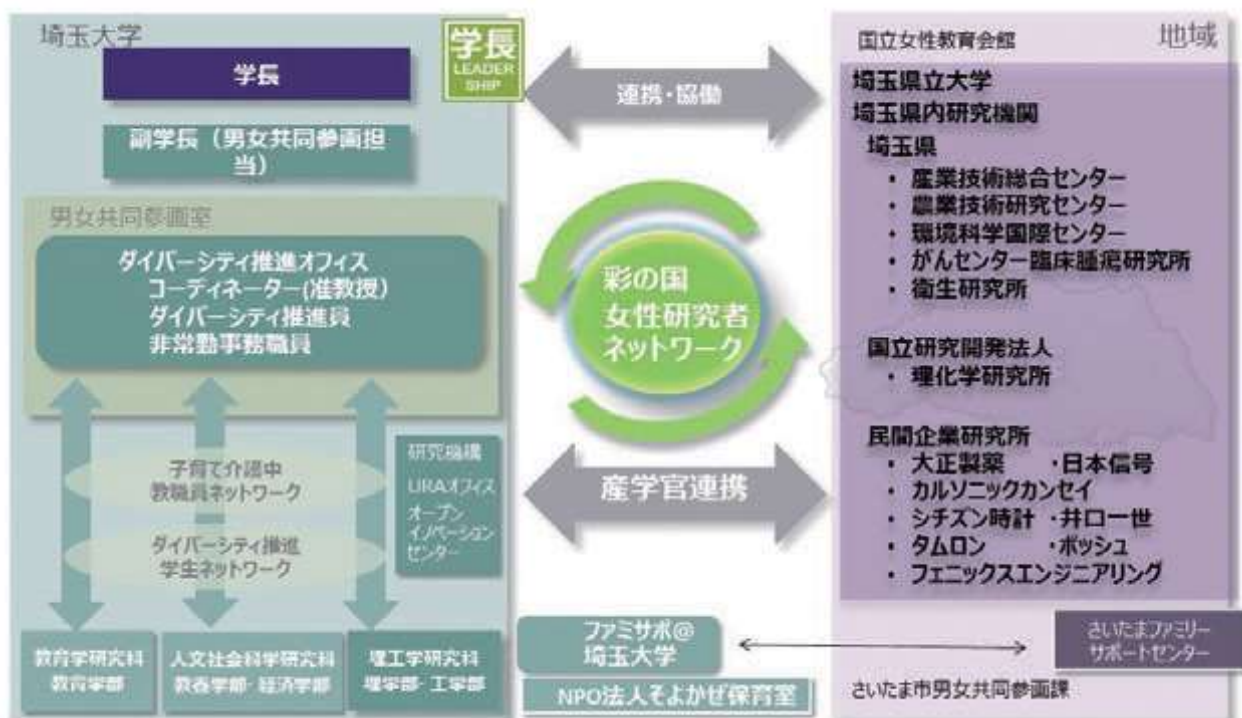 埼玉大学
学長
LEADER
SHIP
学長
副学長（男女共同参画担
当）
男女共同参画室
ダイバーシティ推進オフィス
コーディネーター(准教授）
ダイバーシティ推進員
非常勤事務職員
子育て介護中
教職員ネットワーク
ダイバーシティ推進
学生ネットワーク
研究機構
URAオフィス
オープン
イノベーション
センター
教育学研究科
教育学部
人文社会科学研究科
教養学部・経済学部
理工学研究科
理学部・工学部
連携・協働
彩の国
女性研究者
ネットワーク
産学官連携
ファミサポ@
埼玉大学
NPO法人そよかぜ保育室
国立女性教育会館
地域
埼玉県立大学
埼玉県内研究機関
埼玉県
・ 産業技術総合センター
・ 農業技術研究センター
・ 環境科学国際センター
・ がんセンター臨床腫瘍研究所
・ 衛生研究所
国立研究開発法人
・ 理化学研究所
民間企業研究所
・ 大正製薬 ・日本信号
・ カルソニックカンセイ
・ シチズン時計 ・井口一世
・ タムロン ・ボッシュ
・ フェニックスエンジニアリング
さいたまファミリー
サポートセンター
さいたま市男女共同参画課